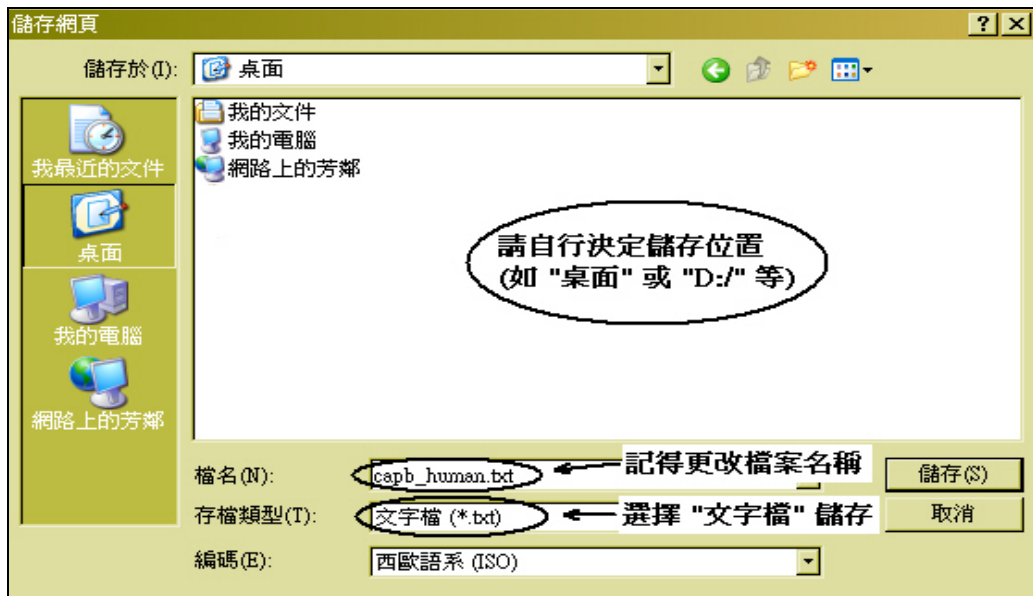 儲存網頁
儲存於(I):
桌面
我的文件
我的電腦
網路上的芳鄰
我最近的文件
桌面
我的電腦
網路上的芳鄰
請自行決定儲存位置
(如 "桌面" 或 "D:/" 等)
檔名(N):
capb_human.txt
記得更改檔案名稱
儲存(S)
存檔類型(T):
文字檔 (*.txt)
選擇 "文字檔" 儲存
取消
編碼(E):
西歐語系 (ISO)